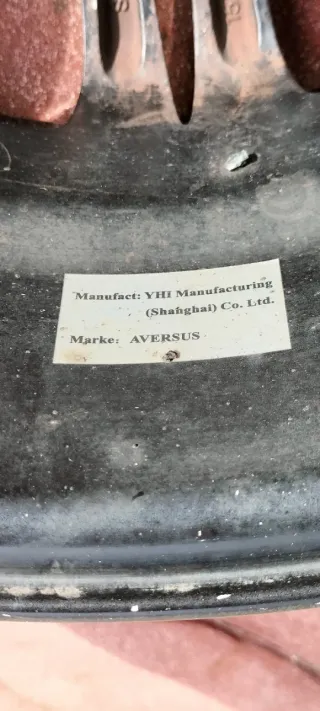 Manufact: YHI Manufacturing
(Shanghai) Co. Ltd.
Marke: AVERSUS